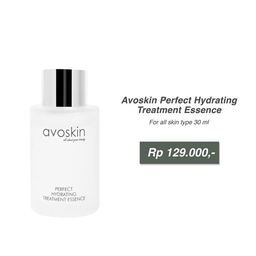 avoskin
PERFECT
HYDRATING
TREATMENT ESSENCE
Avoskin Perfect Hydrating
Treatment Essence
For all skin type 30 ml
Rp 129.000,-